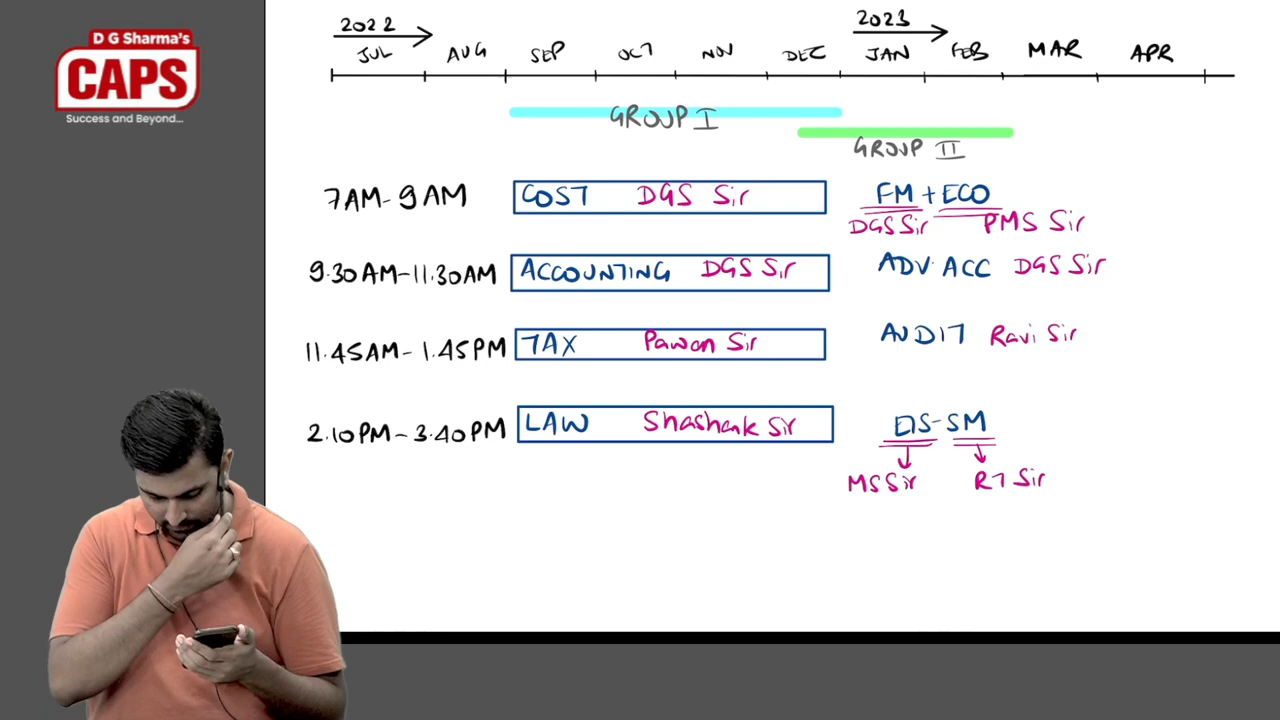 D G Sharma's
CAPS
Success and Beyond...
2022 2023
JUL AUG SEP OCT NOV DEC JAN FEB MAR APR
GROUP I
GROUP II
7AM-9AM COST DGS Sir FM + ECO
DGS Sir PMS Sir
9.30AM-11.30AM ACCOUNTING DGS Sir ADV. ACC DGS Sir
11.45AM-1.45PM TAX Pawan Sir AUDIT Ravi Sir
2.10PM-3.40PM LAW Shashank Sir EIS-SM
MS Sir RT Sir